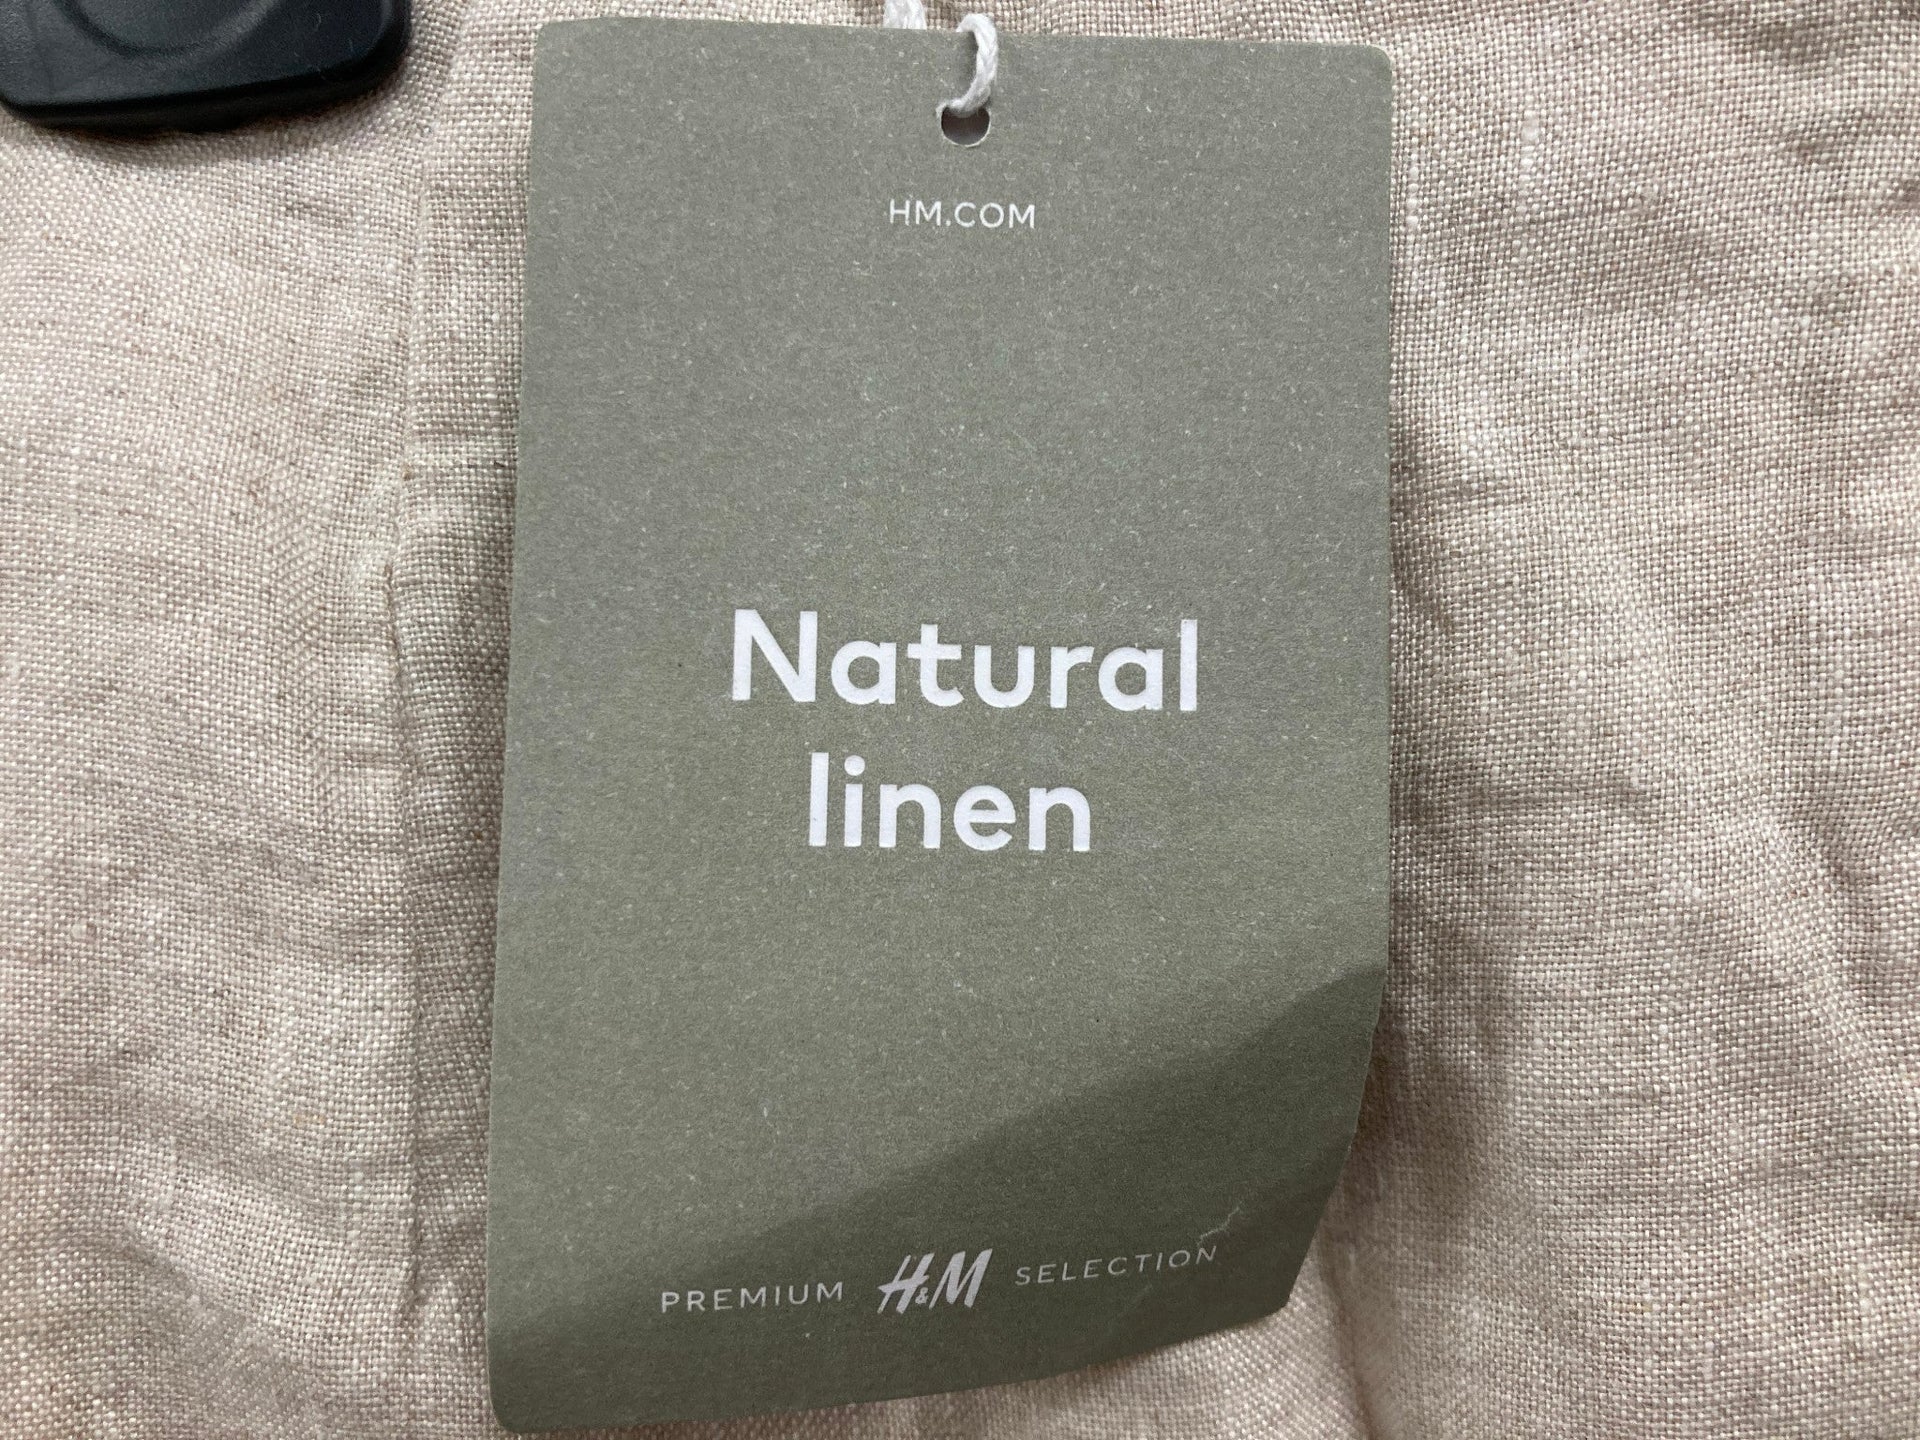 HM.COM
Natural
linen
PREMIUM H&M SELECTION